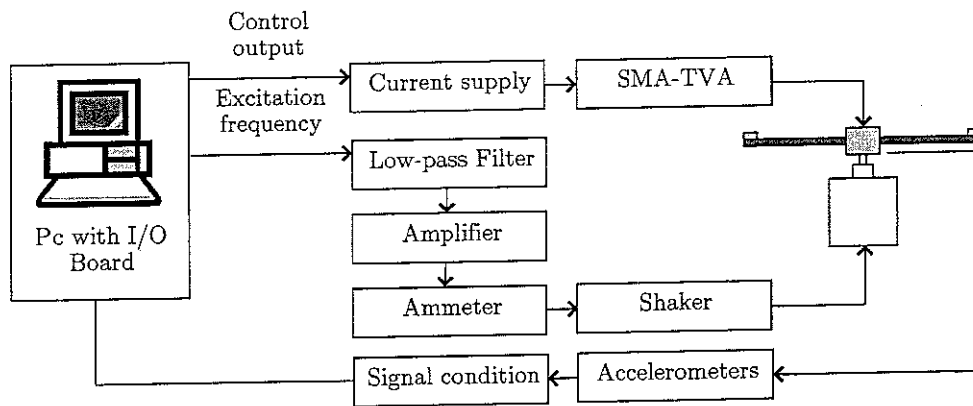 Control
output
Current supply
SMA-TVA
Excitation
frequency
Low-pass Filter
Pc with I/O
Board
Amplifier
Ammeter
Shaker
Signal condition
Accelerometers